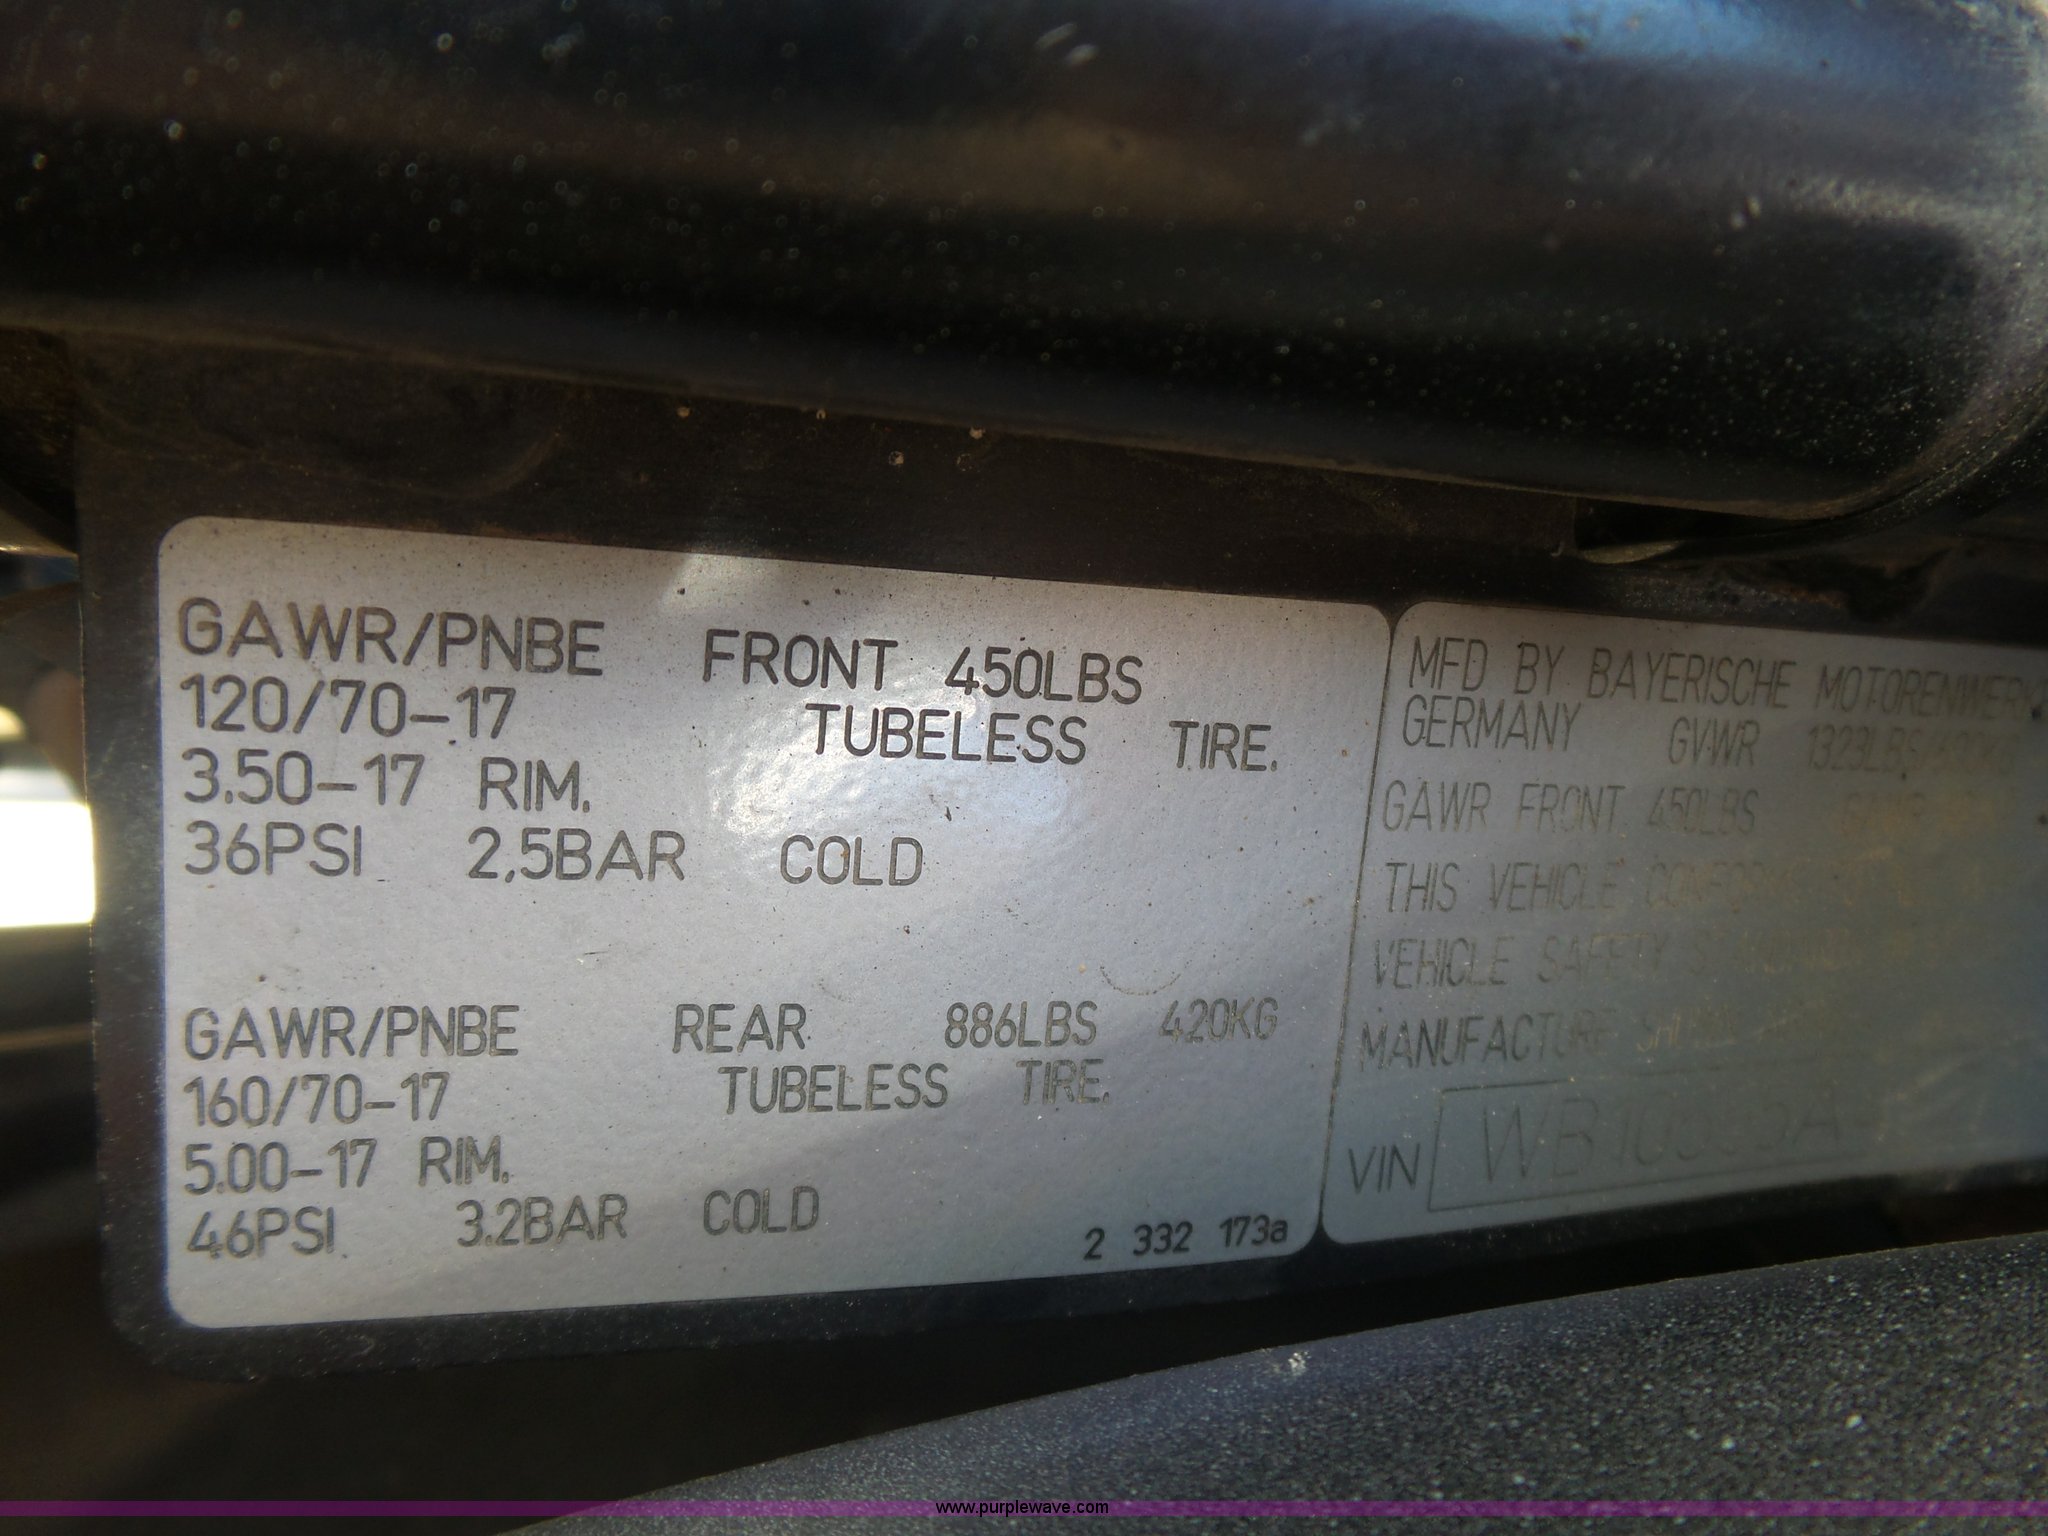 GAWR/PNBE FRONT 450LBS
120/70-17 TUBELESS TIRE.
3.50-17 RIM.
36PSI 2,5BAR COLD
GAWR/PNBE REAR 886LBS 420KG
160/70-17 TUBELESS TIRE.
5.00-17 RIM.
46PSI 3.2BAR COLD
2 332 173a
MFD BY BAYERISCHE
GERMANY GVWR
GAWR FRONT 450LBS
THIS VEHICLE
VEHICLE SAFETY
MANUFACTURE
VIN
www.purplewave.com